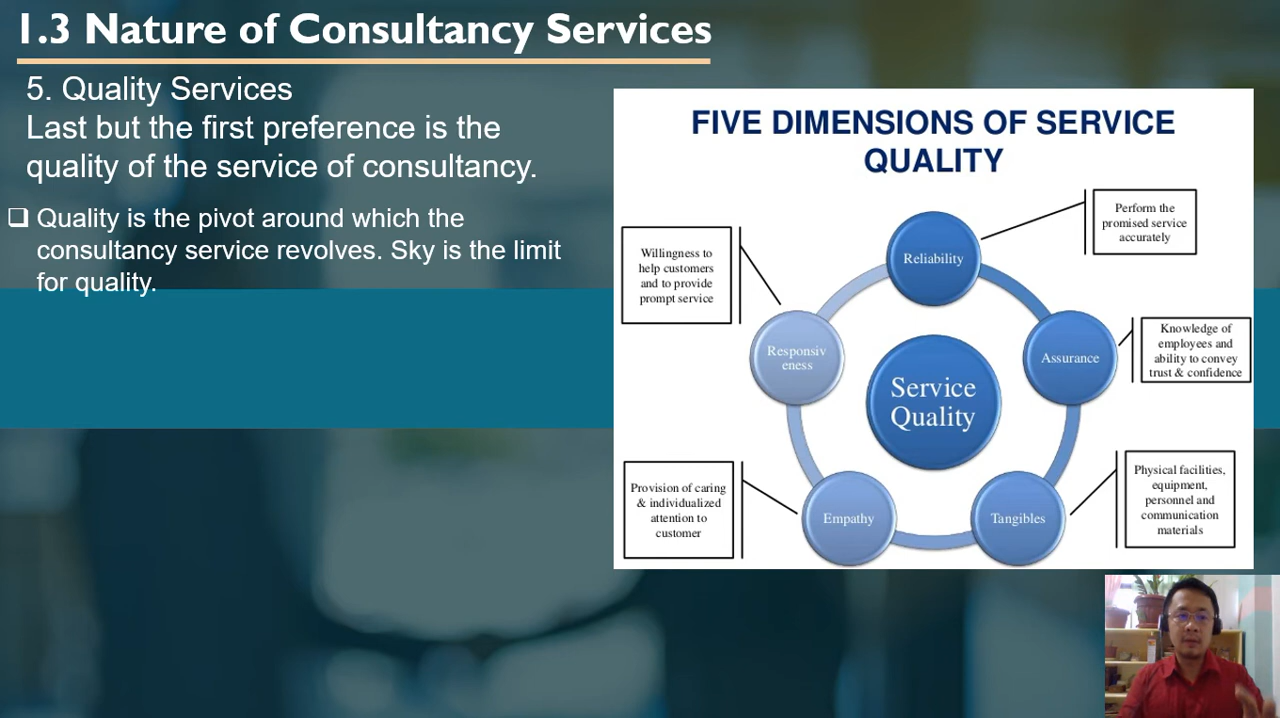 1.3 Nature of Consultancy Services
5. Quality Services
Last but the first preference is the
quality of the service of consultancy.
Quality is the pivot around which the
consultancy service revolves. Sky is the limit
for quality.
FIVE DIMENSIONS OF SERVICE
QUALITY
Reliability
Perform the
promised service
accurately
Assurance
Knowledge of
employees and
ability to convey
trust & confidence
Tangibles
Physical facilities,
equipment,
personnel and
communication
materials
Empathy
Provision of caring
& individualized
attention to
customer
Responsiv
eness
Willingness to
help customers
and to provide
prompt service
Service
Quality